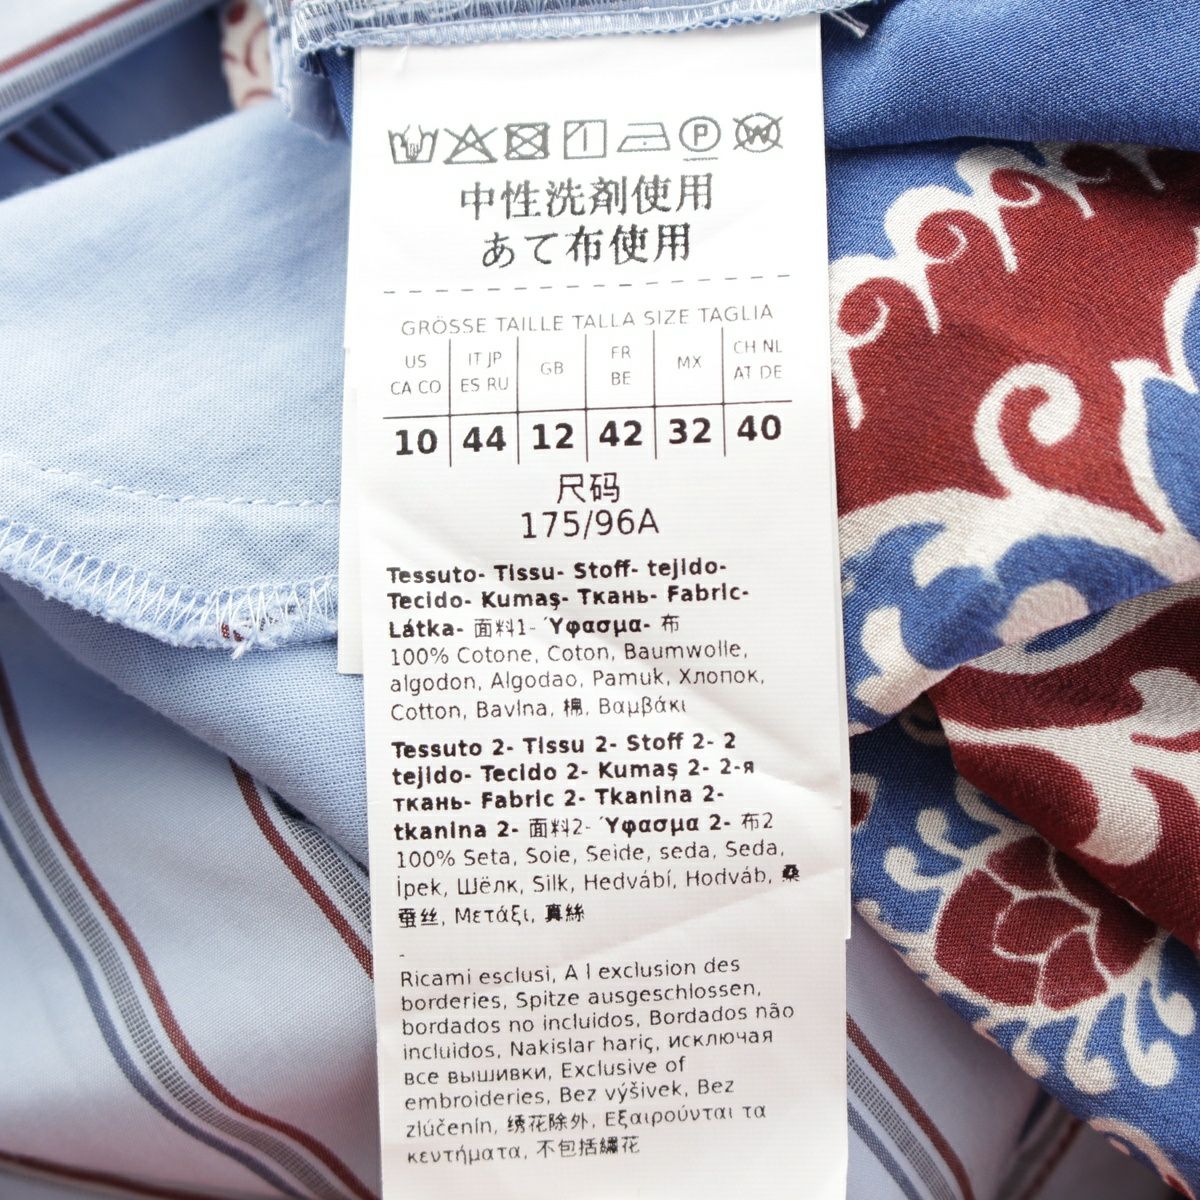 中性洗剤使用
あて布使用
GRÖSSE TAILLE TALLA SIZE TAGLIA
US CA CO | IT JP ES RU | GB | FR BE | MX | CH NL AT DE
10 44 12 42 32 40
尺码
175/96A
Tessuto- Tissu- Stoff- tejido-
Tecido- Kumaş- Ткань- Fabric-
Látka- 面料1- Ύφασμα- 布
100% Cotone, Coton, Baumwolle,
algodon, Algodao, Pamuk, Хлопок,
Cotton, Bavlna, 棉, Βαμβάκι
Tessuto 2- Tissu 2- Stoff 2- 2
tejido- Tecido 2- Kumaş 2- 2-я
ткань- Fabric 2- Tkanina 2-
tkanina 2- 面料2- Ύφασμα 2- 布2
100% Seta, Soie, Seide, seda, Seda,
İpek, Шёлк, Silk, Hedvábí, Hodváb, 桑
蚕丝, Μετάξι, 真絲
-
Ricami esclusi, A l exclusion des
borderies, Spitze ausgeschlossen,
bordados no incluidos, Bordados não
incluidos, Nakislar hariç, исключая
все вышивки, Exclusive of
embroideries, Bez výšivek, Bez
zlúčenín, 绣花除外, Εξαιρούνται τα
κεντήματα, 不包括繡花